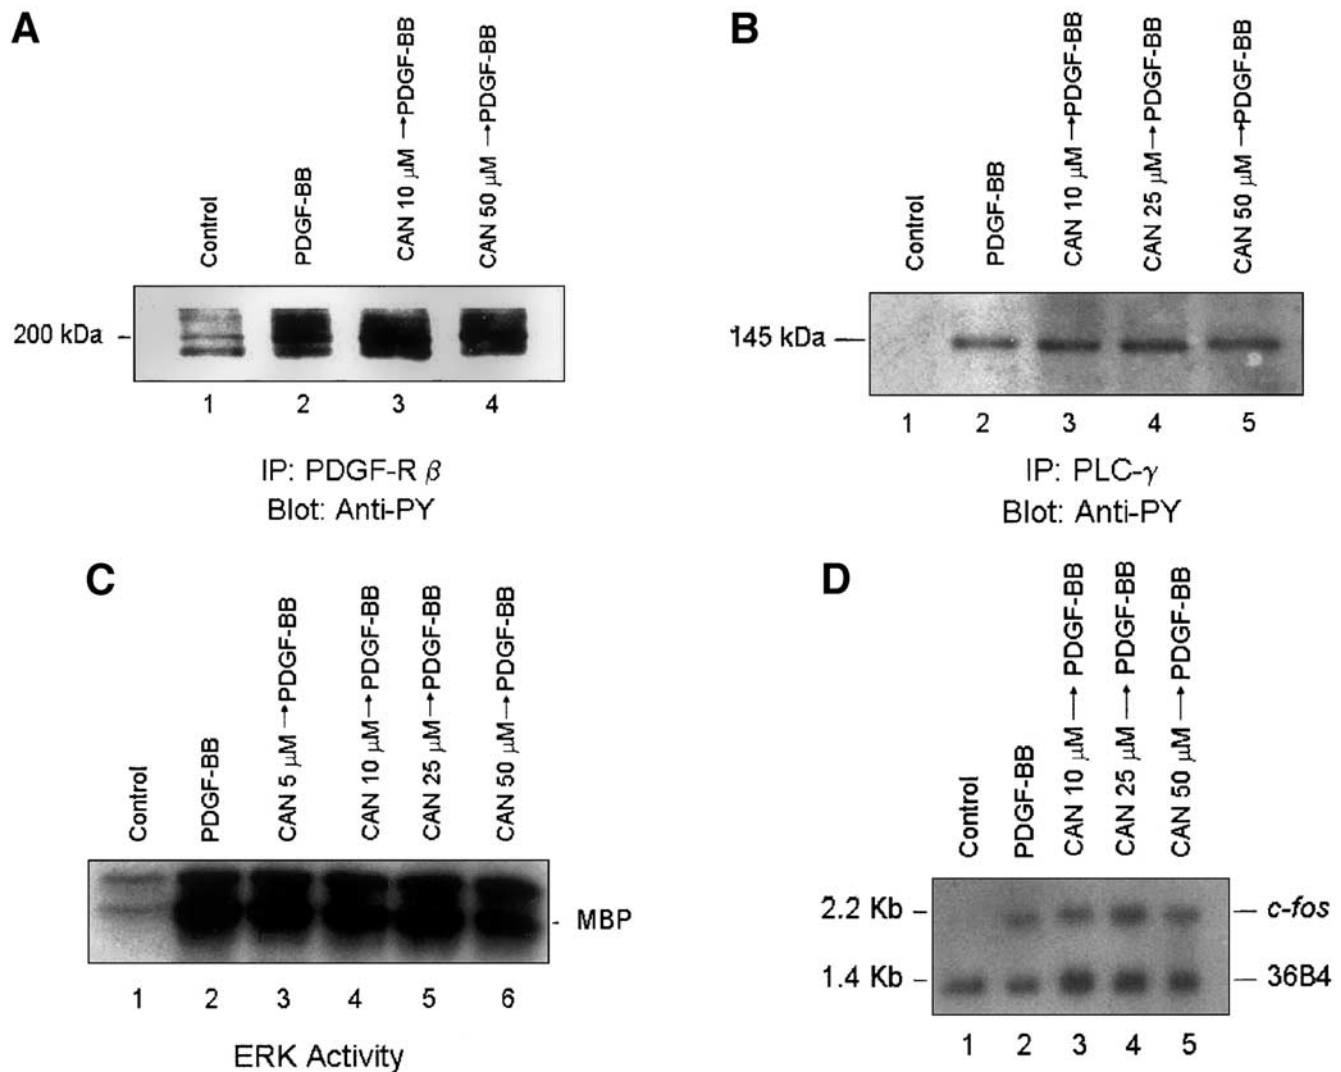 A
Control
PDGF-BB
CAN 10 μM →PDGF-BB
CAN 50 μM →PDGF-BB
200 kDa
1 2 3 4
IP: PDGF-R β
Blot: Anti-PY
B
Control
PDGF-BB
CAN 10 μM →PDGF-BB
CAN 25 μM →PDGF-BB
CAN 50 μM →PDGF-BB
145 kDa
1 2 3 4 5
IP: PLC-γ
Blot: Anti-PY
C
Control
PDGF-BB
CAN 5 μM →PDGF-BB
CAN 10 μM →PDGF-BB
CAN 25 μM →PDGF-BB
CAN 50 μM →PDGF-BB
MBP
1 2 3 4 5 6
ERK Activity
D
Control
PDGF-BB
CAN 10 μM → PDGF-BB
CAN 25 μM → PDGF-BB
CAN 50 μM → PDGF-BB
2.2 Kb c-fos
1.4 Kb 36B4
1 2 3 4 5